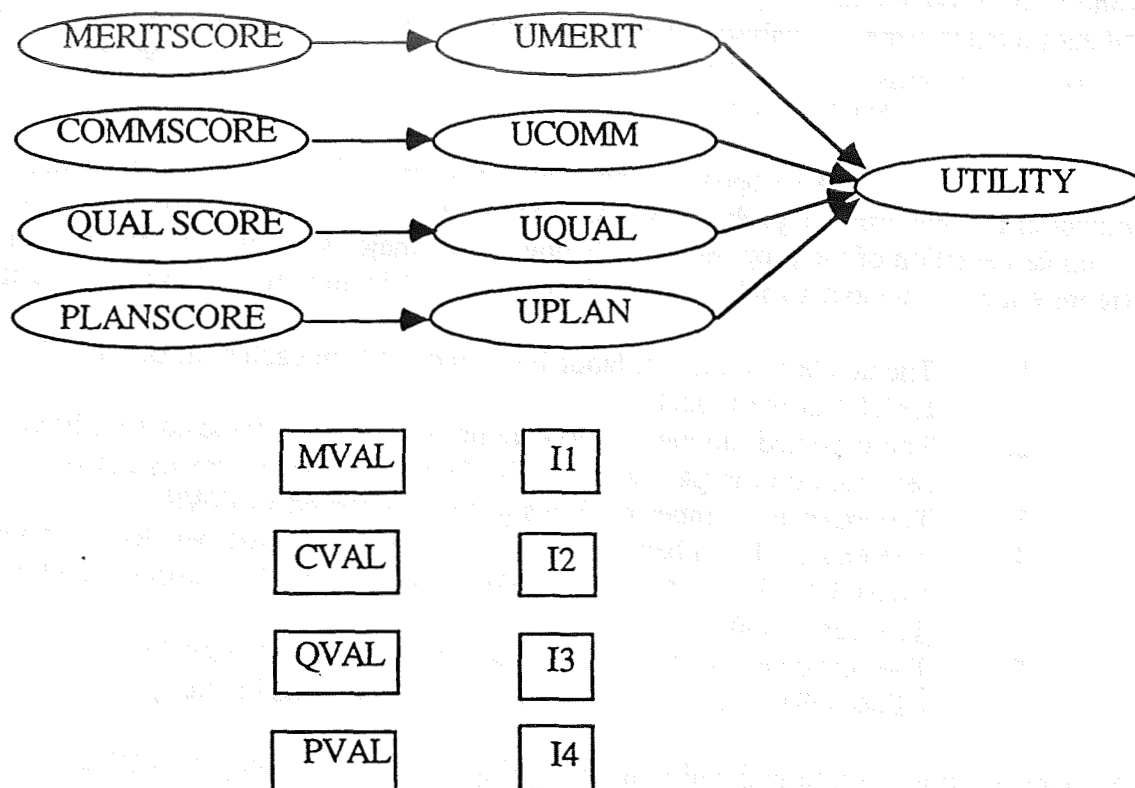 MERITSCORE UMERIT
COMMSCORE UCOMM
UTILITY
QUAL SCORE UQUAL
PLANSCORE UPLAN
MVAL I1
CVAL I2
QVAL I3
PVAL I4